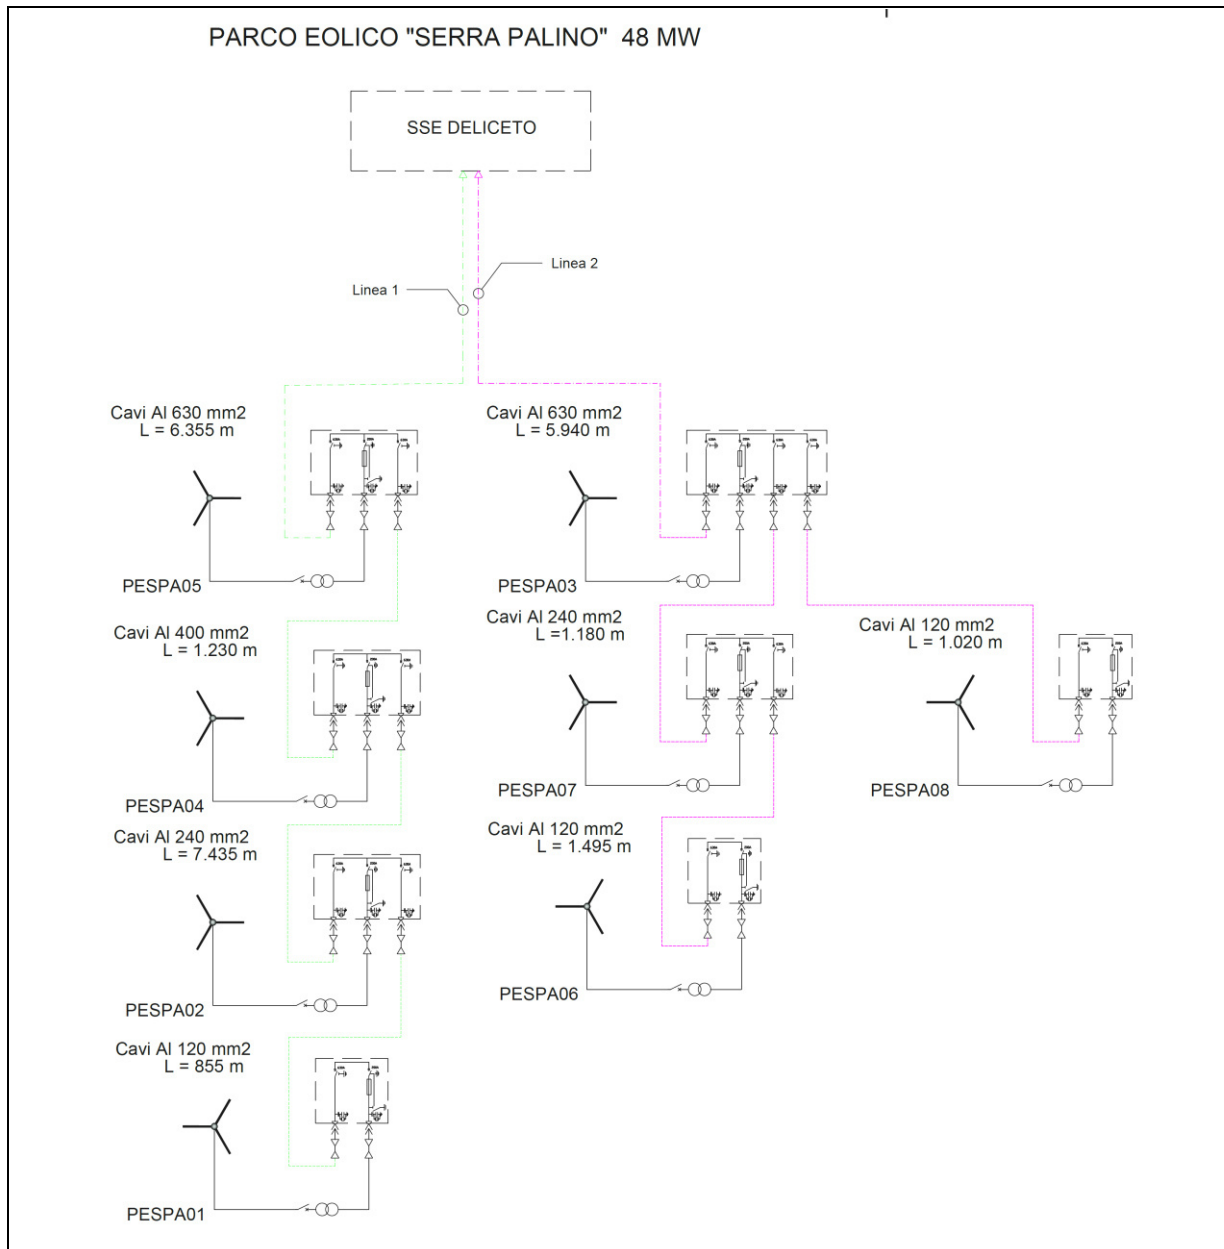 PARCO EOLICO "SERRA PALINO"  48 MW
SSE DELICETO
Linea 2
Linea 1
Cavi Al 630 mm2
L = 6.355 m
PESPA05
Cavi Al 630 mm2
L = 5.940 m
PESPA03
Cavi Al 400 mm2
L = 1.230 m
PESPA04
Cavi Al 240 mm2
L =1.180 m
PESPA07
Cavi Al 120 mm2
L = 1.020 m
PESPA08
Cavi Al 240 mm2
L = 7.435 m
PESPA02
Cavi Al 120 mm2
L = 1.495 m
PESPA06
Cavi Al 120 mm2
L = 855 m
PESPA01